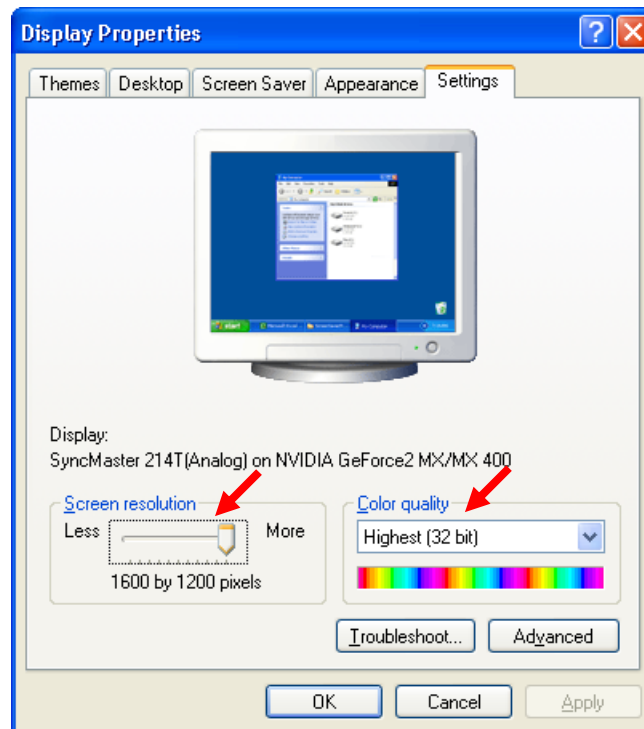 Display Properties
Themes Desktop Screen Saver Appearance Settings
start
Display:
SyncMaster 214T(Analog) on NVIDIA GeForce2 MX/MX 400
Screen resolution
Less More
1600 by 1200 pixels
Color quality
Highest (32 bit)
Troubleshoot... Advanced
OK Cancel Apply